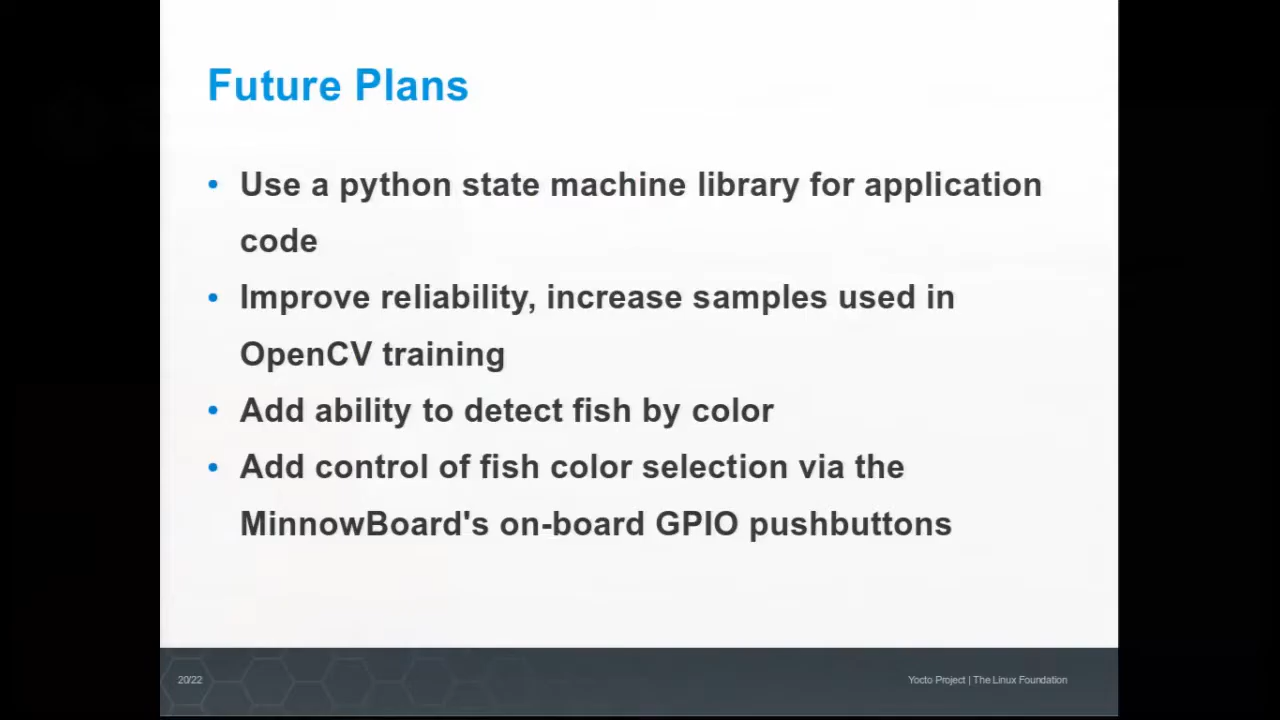 Future Plans
• Use a python state machine library for application
code
• Improve reliability, increase samples used in
OpenCV training
• Add ability to detect fish by color
• Add control of fish color selection via the
MinnowBoard's on-board GPIO pushbuttons
20/22
Yocto Project | The Linux Foundation